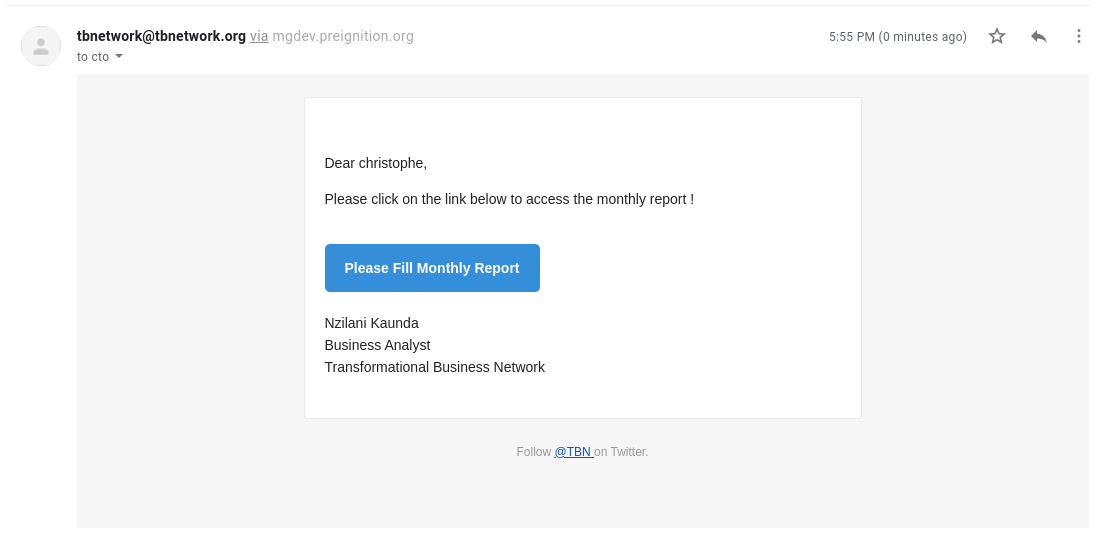 tbnetwork@tbnetwork.org via mgdev.preignition.org
5:55 PM (0 minutes ago)
to cto
Dear christophe,
Please click on the link below to access the monthly report !
Please Fill Monthly Report
Nzilani Kaunda
Business Analyst
Transformational Business Network
Follow @TBN on Twitter.